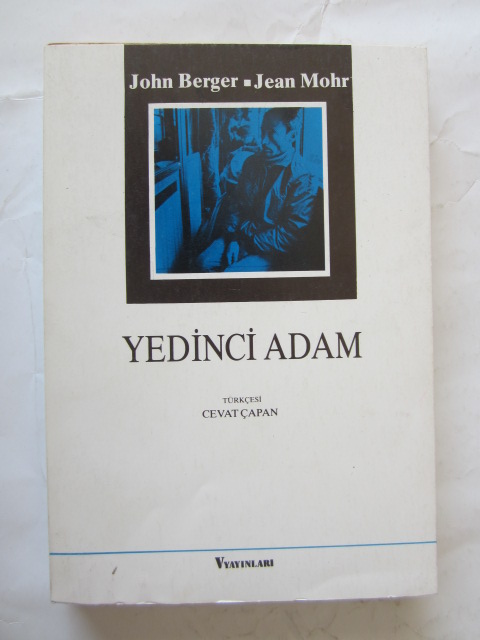 John Berger ■ Jean Mohr
YEDİNCİ ADAM
TÜRKÇESİ
CEVAT ÇAPAN
V YAYINLARI